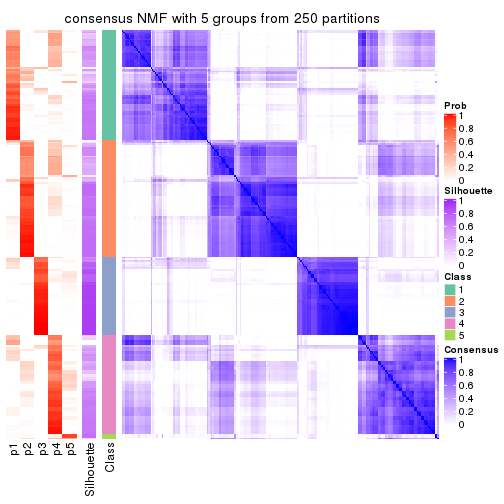 consensus NMF with 5 groups from 250 partitions
Prob
1
0.8
0.6
0.4
0.2
0
Silhouette
1
0.8
0.6
0.4
0.2
0
Class
1
2
3
4
5
Consensus
1
0.8
0.6
0.4
0.2
0
p1
p2
p3
p4
p5
Silhouette
Class